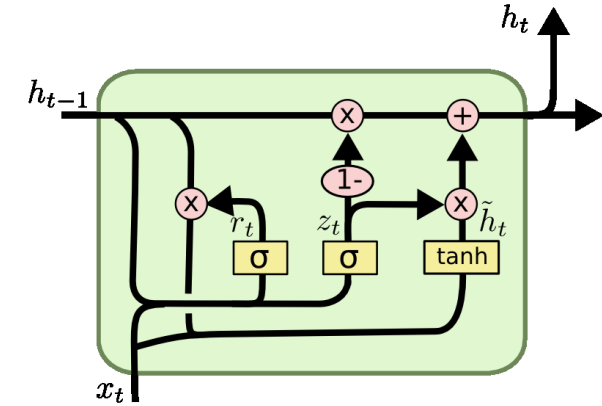 h_t
h_{t-1}
x +
1-
x r_t z_t x h̃_t
σ σ tanh
x_t